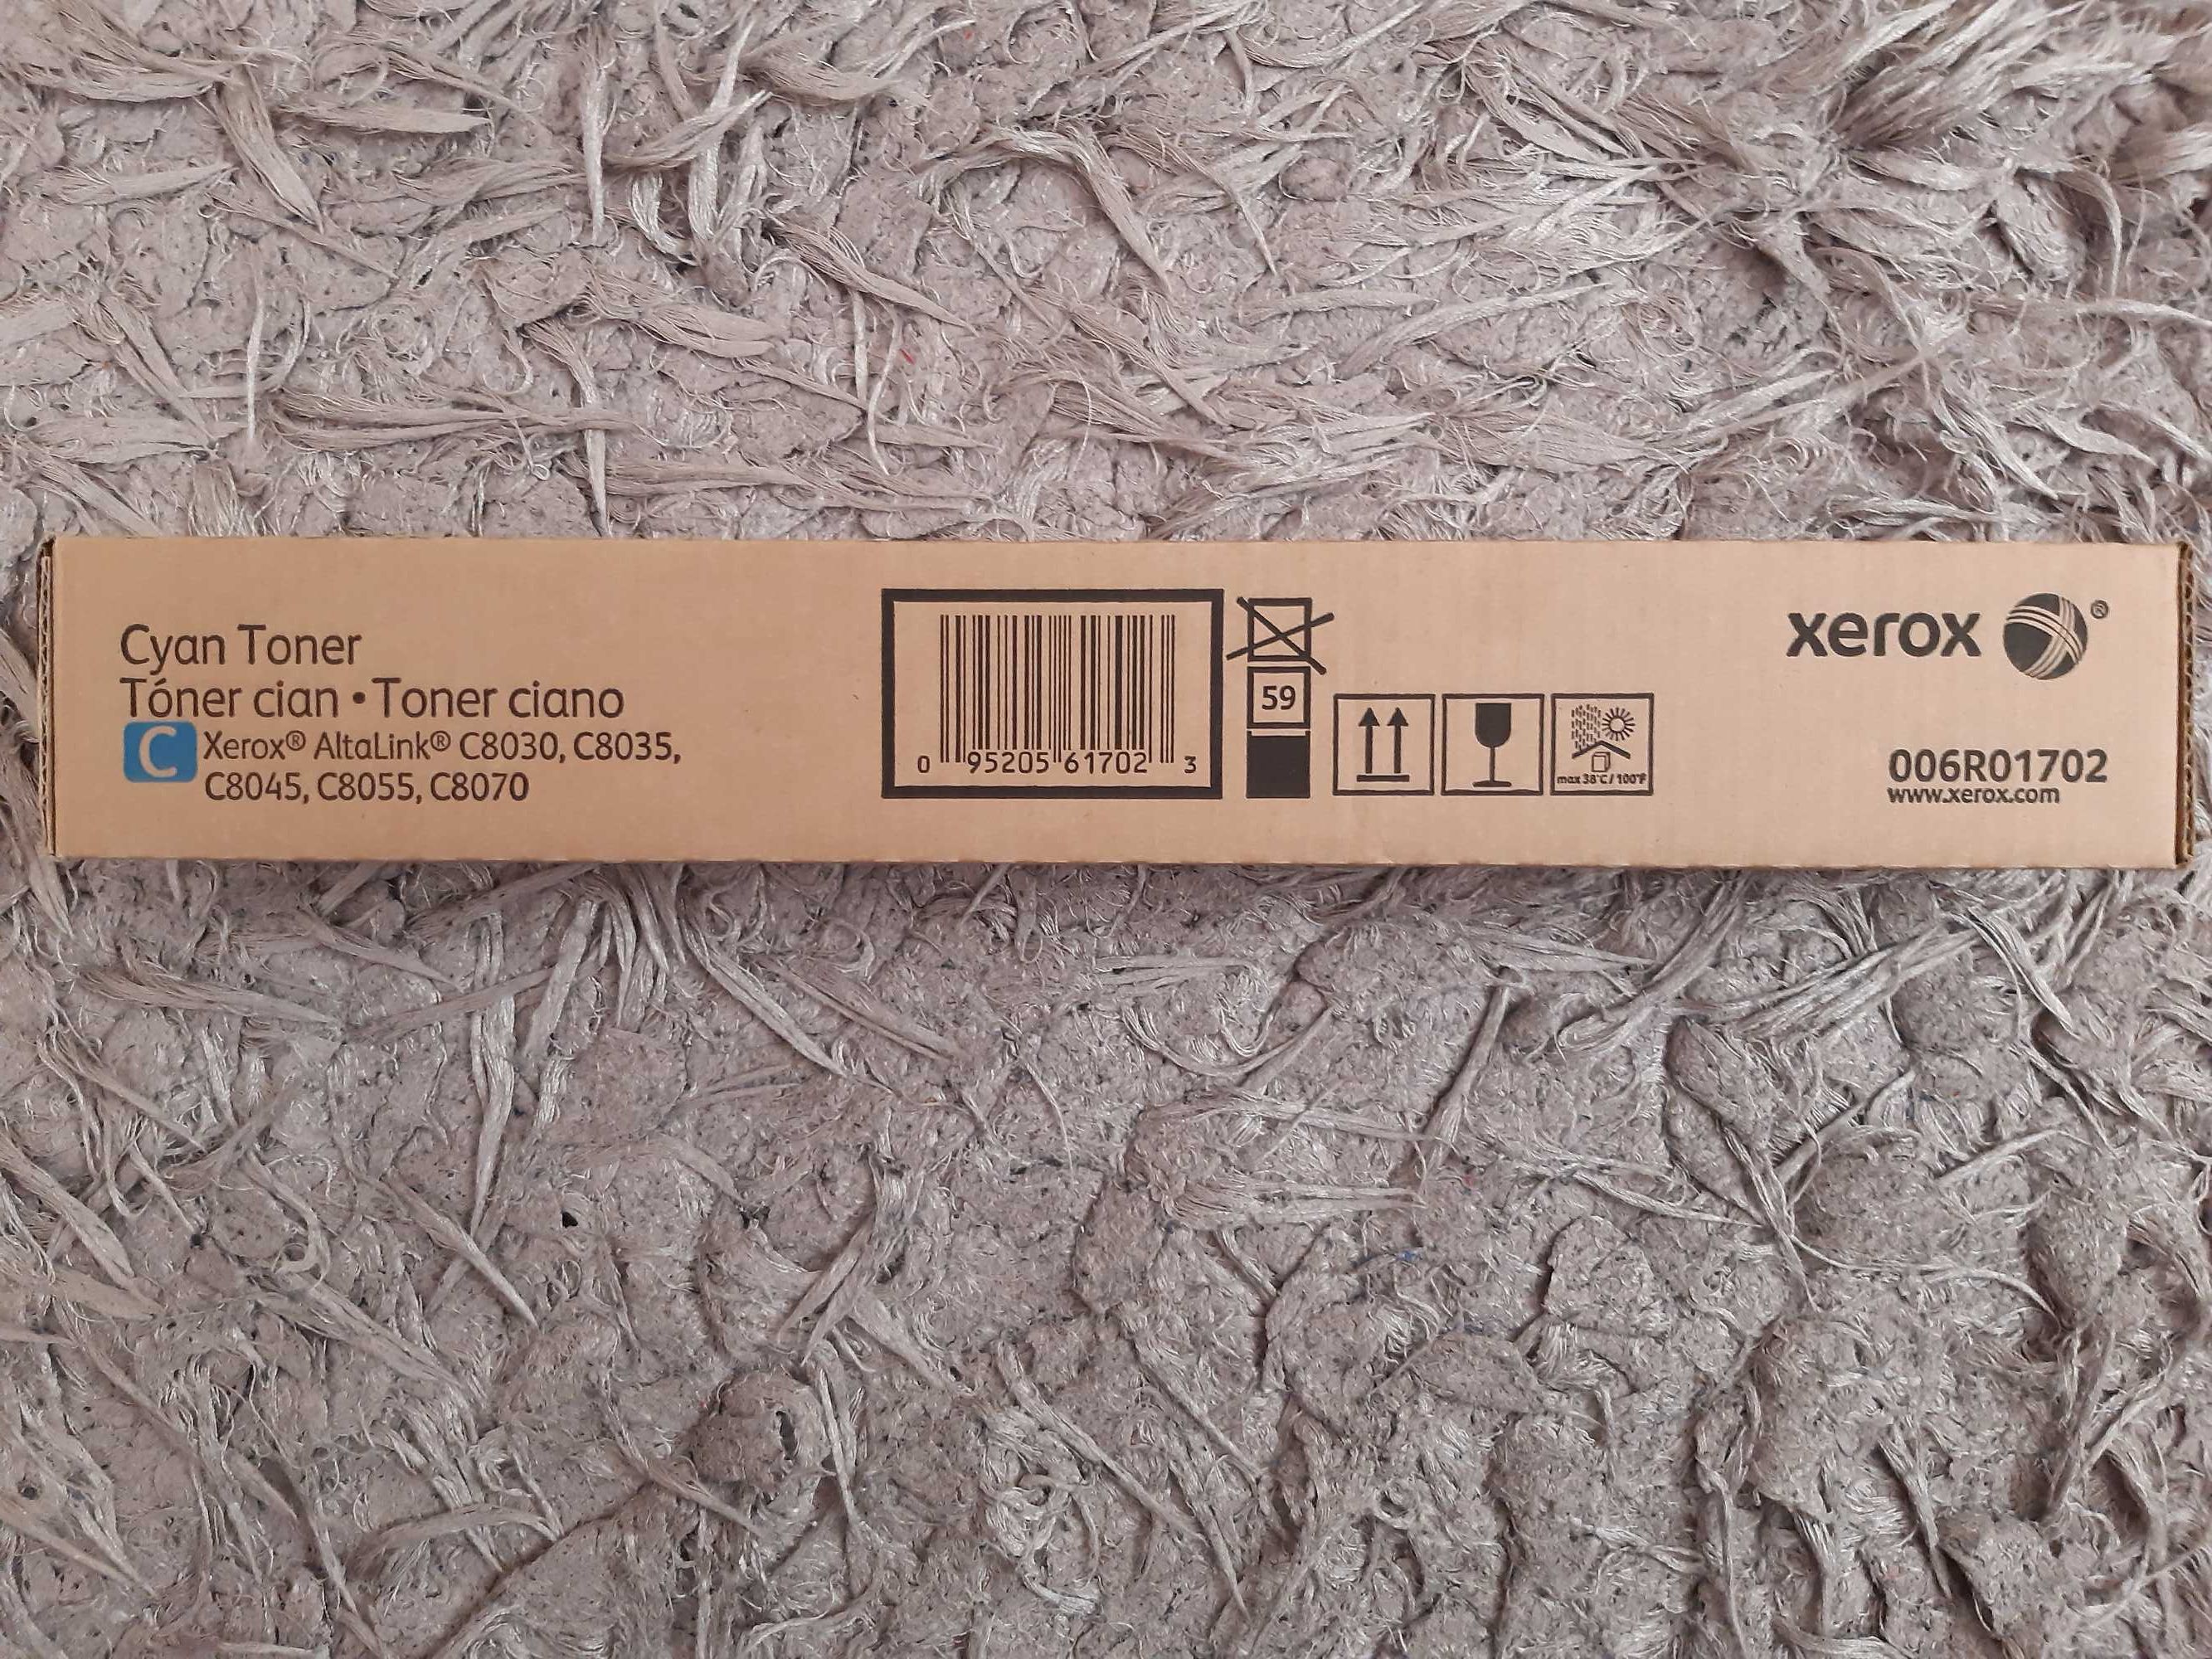 Cyan Toner
Tóner cian • Toner ciano
C Xerox® AltaLink® C8030, C8035,
C8045, C8055, C8070
0 95205 61702 3
59
max 38°C/100°F
xerox ®
006R01702
www.xerox.com